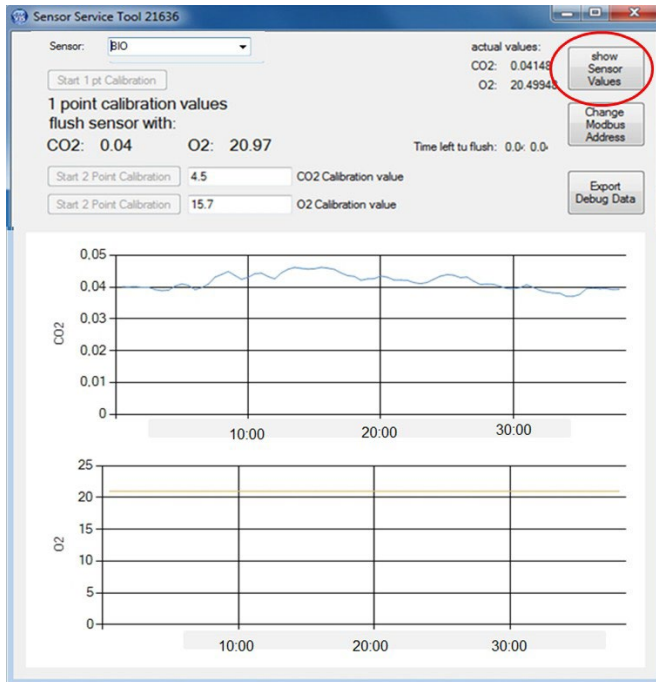 Sensor Service Tool 21636
Sensor: BIO
actual values:
CO2: 0.04148
O2: 20.49948
show
Sensor
Values
Start 1 pt Calibration
1 point calibration values
flush sensor with:
CO2: 0.04 O2: 20.97
Time left tu flush: 0.0 0.0
Change
Modbus
Address
Start 2 Point Calibration 4.5 CO2 Calibration value
Start 2 Point Calibration 15.7 O2 Calibration value
Export
Debug Data
0.05
0.04
0.03
0.02
0.01
0
CO2
10:00 20:00 30:00
25
20
15
10
5
0
O2
10:00 20:00 30:00